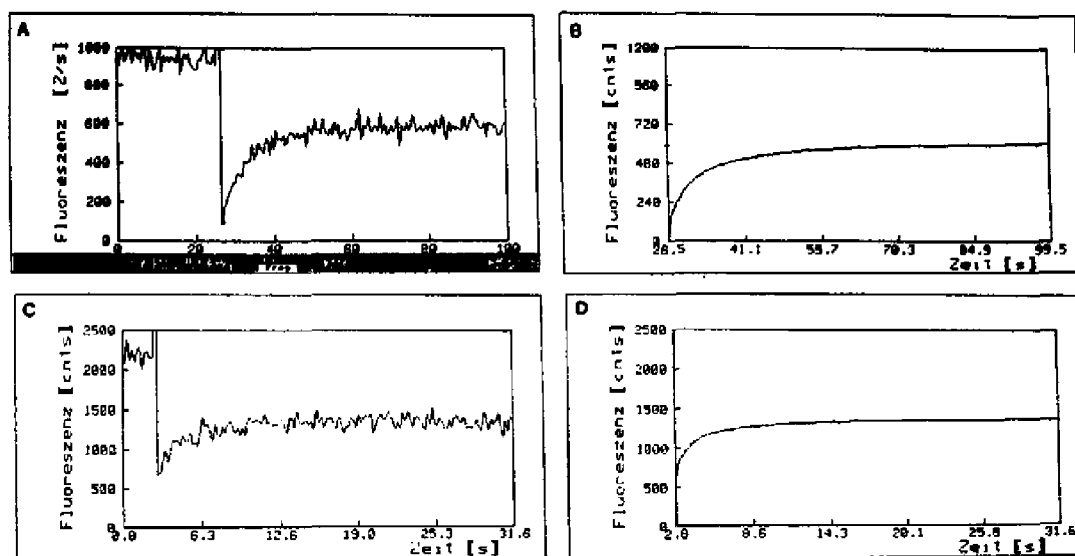 A
Fluoreszenz [Z/s]
1000
800
600
400
200
0
0 20 40 60 80 100
Freq
B
Fluoreszenz [cnts]
1200
960
720
480
240
0
26.5 41.1 55.7 70.3 84.9 99.5
Zeit [s]
C
Fluoreszenz [cnts]
2500
2000
1500
1000
500
0
0.0 6.3 12.6 19.0 25.3 31.6
Zeit [s]
D
Fluoreszenz [cnts]
2500
2000
1500
1000
500
0
2.0 8.6 14.3 20.1 25.8 31.6
Zeit [s]